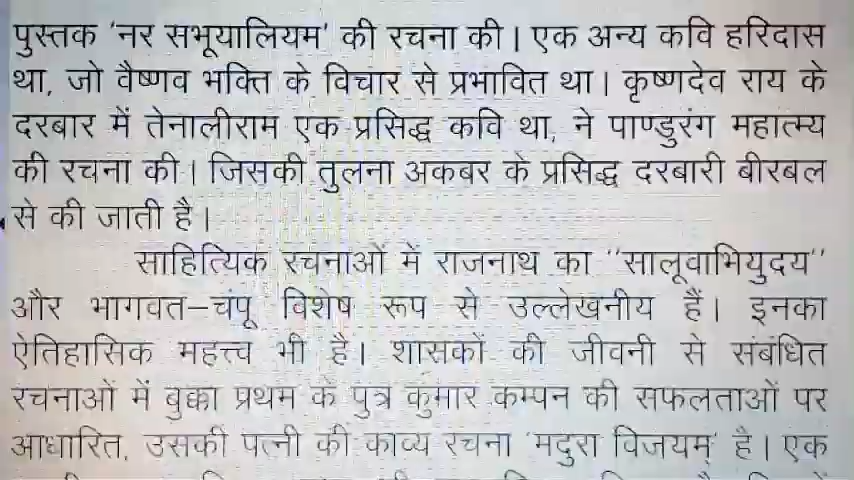 पुस्तक 'नर सभूयालियम' की रचना की। एक अन्य कवि हरिदास
था, जो वैष्णव भक्ति के विचार से प्रभावित था। कृष्णदेव राय के
दरबार में तेनालीराम एक प्रसिद्ध कवि था, ने पाण्डुरंग महात्म्य
की रचना की। जिसकी तुलना अकबर के प्रसिद्ध दरबारी बीरबल
से की जाती है।
साहित्यिक रचनाओं में राजनाथ का ''सालूवाभियुदय''
और भागवत–चंपू विशेष रूप से उल्लेखनीय हैं। इनका
ऐतिहासिक महत्त्व भी है। शासकों की जीवनी से संबंधित
रचनाओं में बुक्का प्रथम के पुत्र कुमार कम्पन की सफलताओं पर
आधारित, उसकी पत्नी की काव्य रचना 'मदुरा विजयम्' है। एक